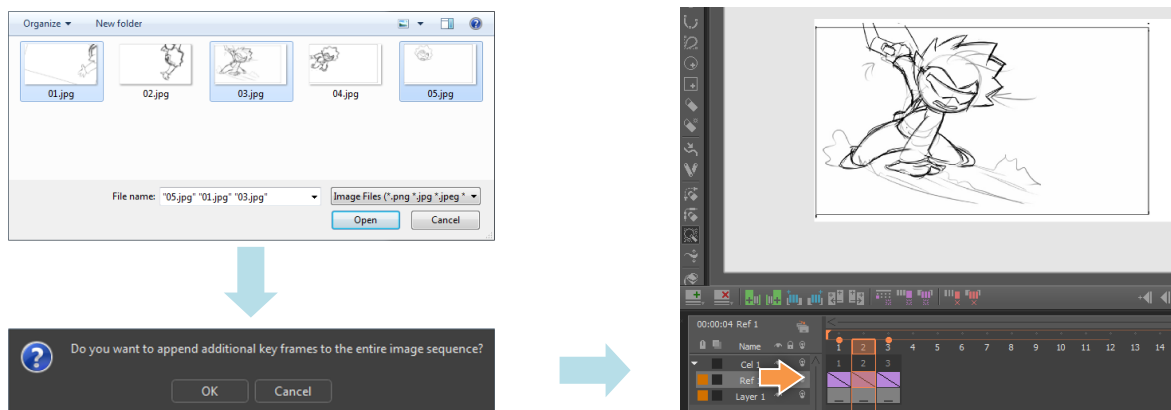 Organize New folder
01.jpg 02.jpg 03.jpg 04.jpg 05.jpg
File name: "05.jpg" "01.jpg" "03.jpg" Image Files (*.png *.jpg *.jpeg *
Open Cancel
Do you want to append additional key frames to the entire image sequence?
OK Cancel
00:00:04 Ref 1
Name 1 2 3 4 5 6 7 8 9 10 11 12 13 14
Cel 1 1 2 3
Ref
Layer 1